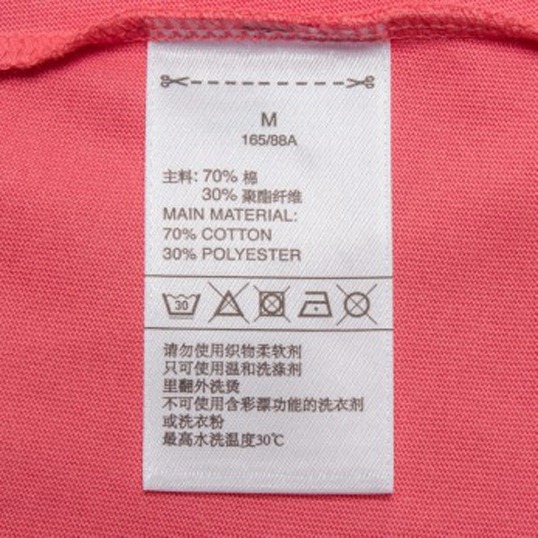 M
165/88A
主料: 70% 棉
30% 聚酯纤维
MAIN MATERIAL:
70% COTTON
30% POLYESTER
30
请勿使用织物柔软剂
只可使用温和洗涤剂
里翻外洗烫
不可使用含彩漂功能的洗衣剂
或洗衣粉
最高水洗温度30℃